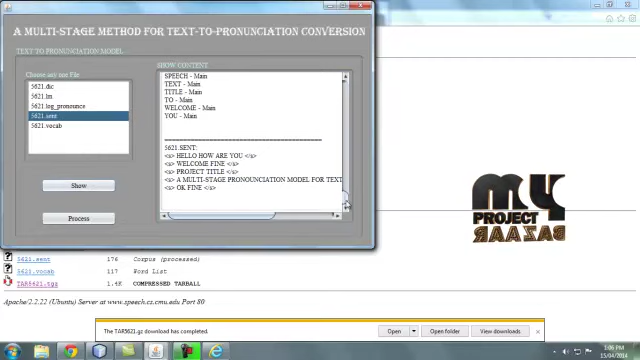 A MULTI-STAGE METHOD FOR TEXT-TO-PRONUNCIATION CONVERSION
TEXT TO PRONUNCIATION MODEL
Choose any one File
5621.dic
5621.lm
5621.log_pronounce
5621.sent
5621.vocab
Show
Process
SHOW CONTENT
SPEECH - Main
TEXT - Main
TITLE - Main
TO - Main
WELCOME - Main
YOU - Main
========================================
5621.SENT:
<s> HELLO HOW ARE YOU </s>
<s> WELCOME FINE </s>
<s> PROJECT TITLE </s>
<s> A MULTI-STAGE PRONOUNCIATION MODEL FOR TEXT
<s> OK FINE </s>
MY
PROJECT
BAZAAR
5621.sent 176 Corpus (processed)
5621.vocab 117 Word List
TAR5621.tgz 1.4K COMPRESSED TARBALL
Apache/2.2.22 (Ubuntu) Server at www.speech.cs.cmu.edu Port 80
The TAR5621.gz download has completed.
Open
Open folder
View downloads
1:06 PM
15/04/2014